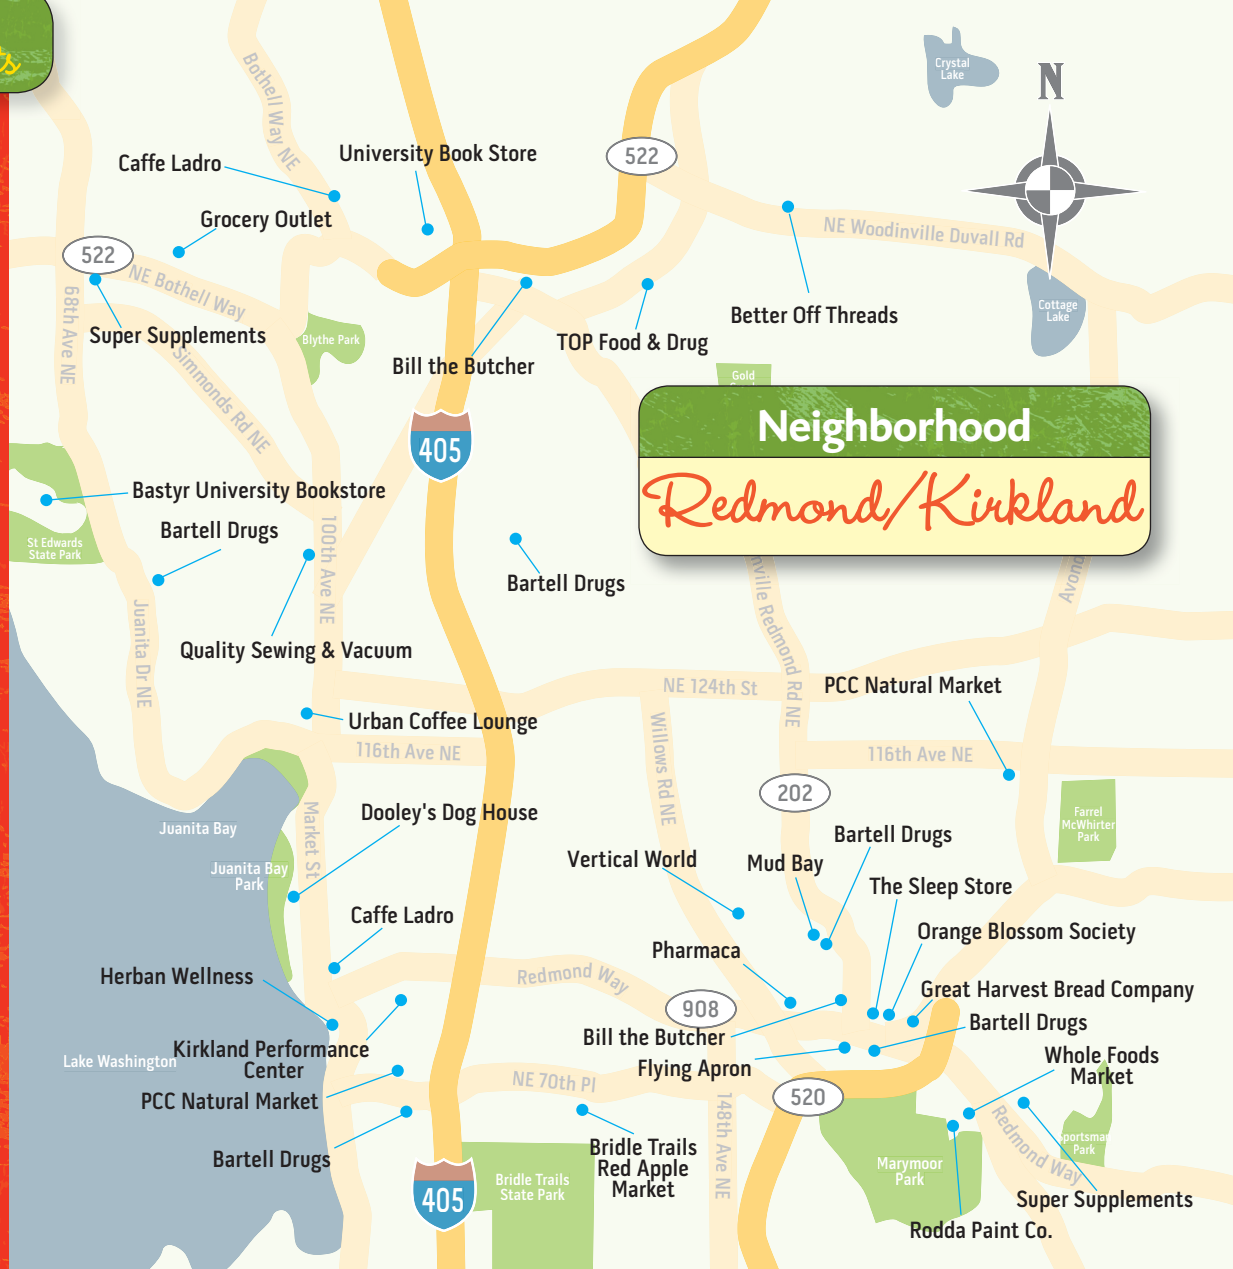 Crystal
Lake
N
Bothell Way NE
University Book Store
Caffe Ladro
522
Grocery Outlet
NE Woodinville Duvall Rd
522
NE Bothell Way
68th Ave NE
Super Supplements
Blythe Park
Simmonds Rd NE
Better Off Threads
Cottage
Lake
TOP Food & Drug
Bill the Butcher
Gold
405
Neighborhood
Redmond/Kirkland
Bastyr University Bookstore
St Edwards
State Park
Bartell Drugs
100th Ave NE
Bartell Drugs
Quality Sewing & Vacuum
Juanita Dr NE
Redmond Rd NE
NE 124th St
PCC Natural Market
Urban Coffee Lounge
116th Ave NE
Willows Rd NE
116th Ave NE
202
Juanita Bay
Market St
Dooley's Dog House
Farrel
McWhirter
Park
Bartell Drugs
Vertical World
Mud Bay
Juanita Bay
Park
The Sleep Store
Caffe Ladro
Orange Blossom Society
Pharmaca
Herban Wellness
Redmond Way
Great Harvest Bread Company
908
Bartell Drugs
Bill the Butcher
Lake Washington
Kirkland Performance
Center
Flying Apron
Whole Foods
Market
NE 70th Pl
520
PCC Natural Market
148th Ave NE
Redmond Way
Bartell Drugs
Bridle Trails
Red Apple
Market
Park
Marymoor
Park
Bridle Trails
State Park
405
Super Supplements
Rodda Paint Co.